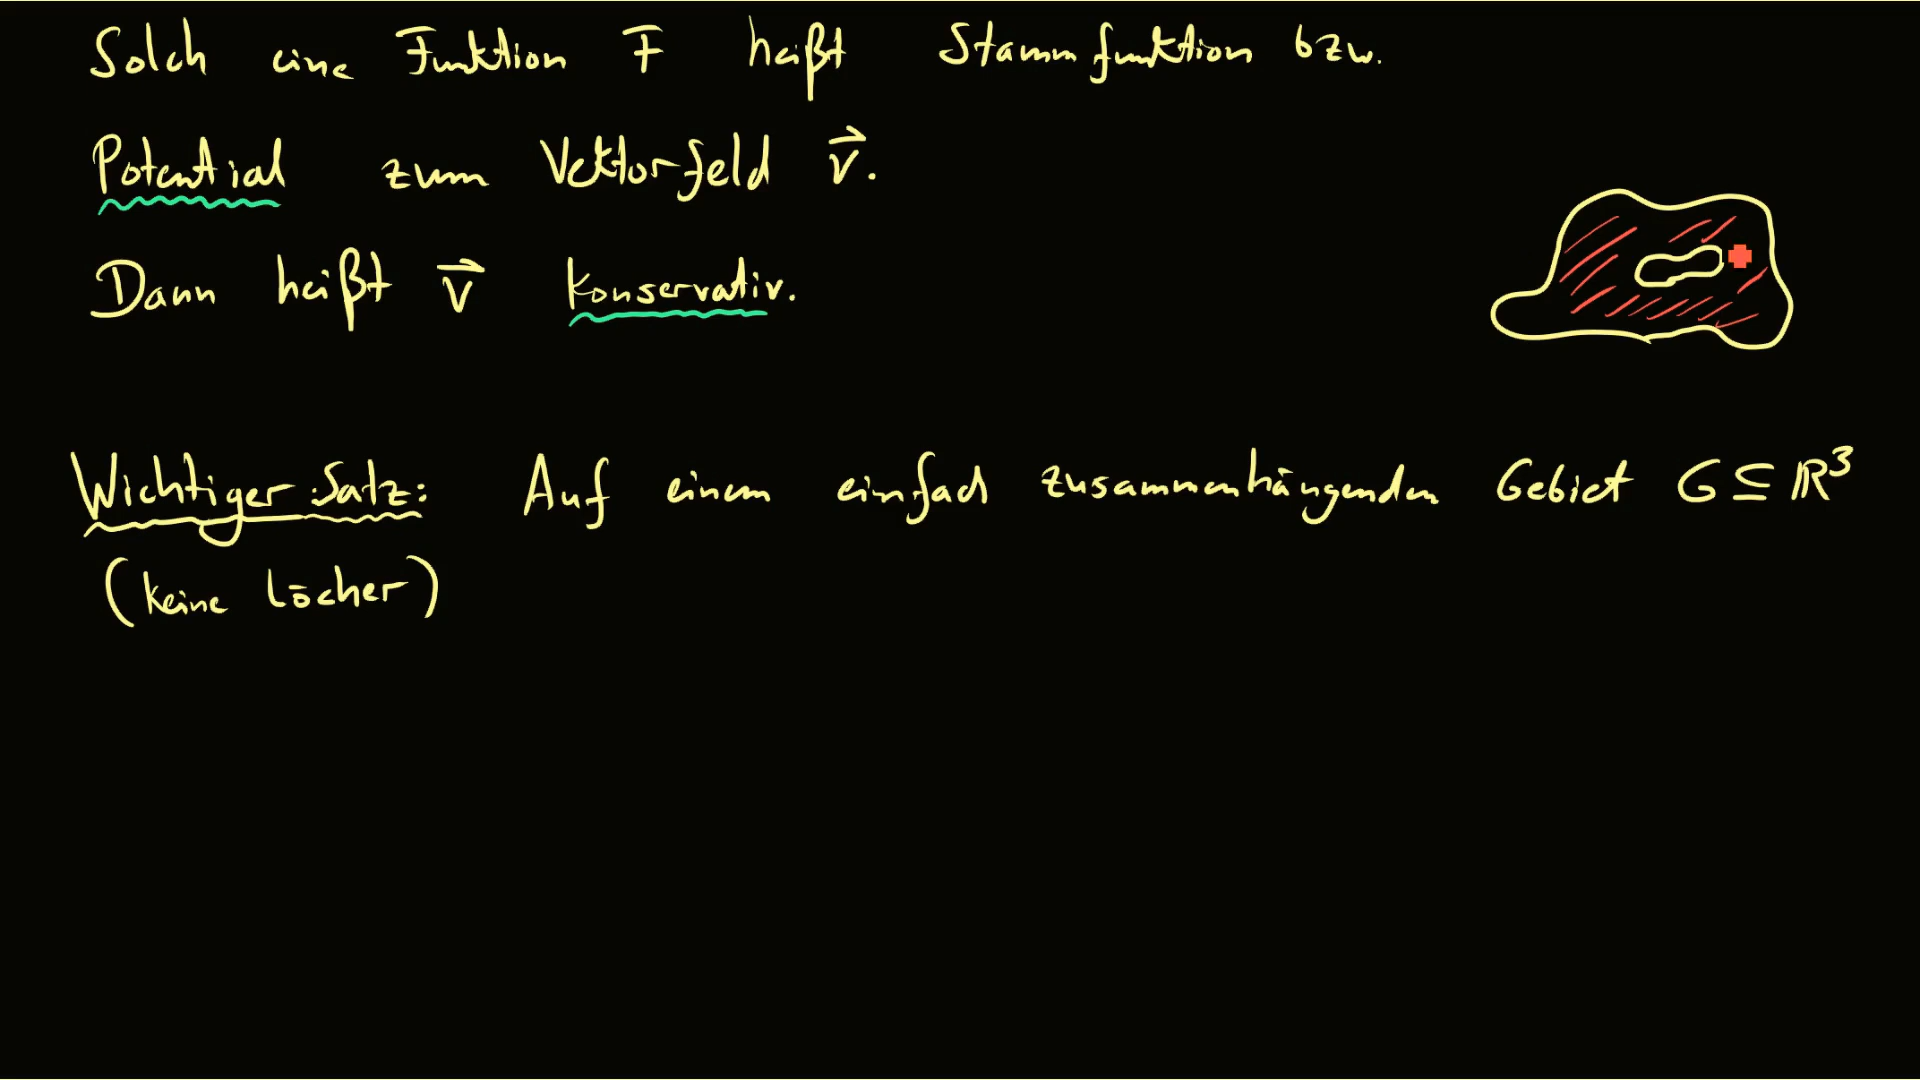 Solch eine Funktion F heißt Stammfunktion bzw.
Potential zum Vektorfeld v⃗.
Dann heißt v⃗ konservativ.
Wichtiger Satz: Auf einem einfach zusammenhängenden Gebiet G ⊆ ℝ³
(keine Löcher)